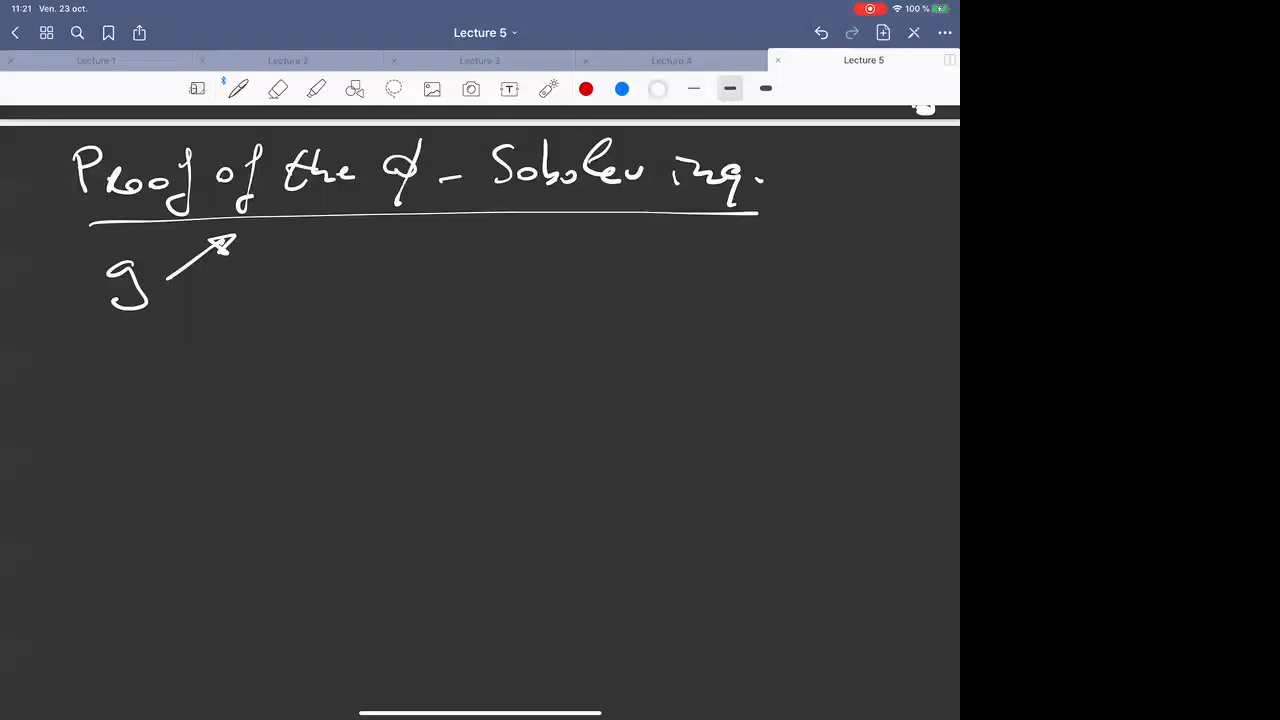 11:21 Ven. 23 oct. 100 %
Lecture 5
Lecture 1 Lecture 2 Lecture 3 Lecture 4 Lecture 5
Proof of the ϕ - Sobolev inq.
g ↗